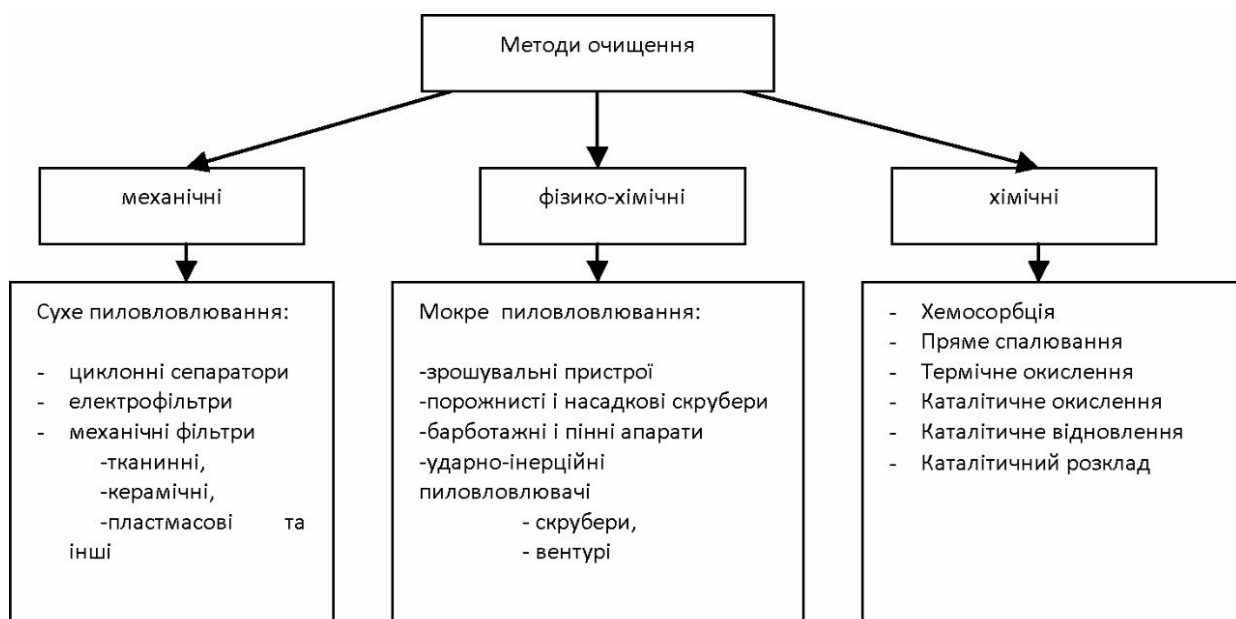 Методи очищення
механічні
фізико-хімічні
хімічні
Сухе пиловловлювання:
- циклонні сепаратори
- електрофільтри
- механічні фільтри
-тканинні,
-керамічні,
-пластмасові та
інші
Мокре пиловловлювання:
-зрошувальні пристрої
-порожнисті і насадкові скрубери
-барботажні і пінні апарати
-ударно-інерційні
пиловловлювачі
- скрубери,
- вентурі
- Хемосорбція
- Пряме спалювання
- Термічне окислення
- Каталітичне окислення
- Каталітичне відновлення
- Каталітичний розклад